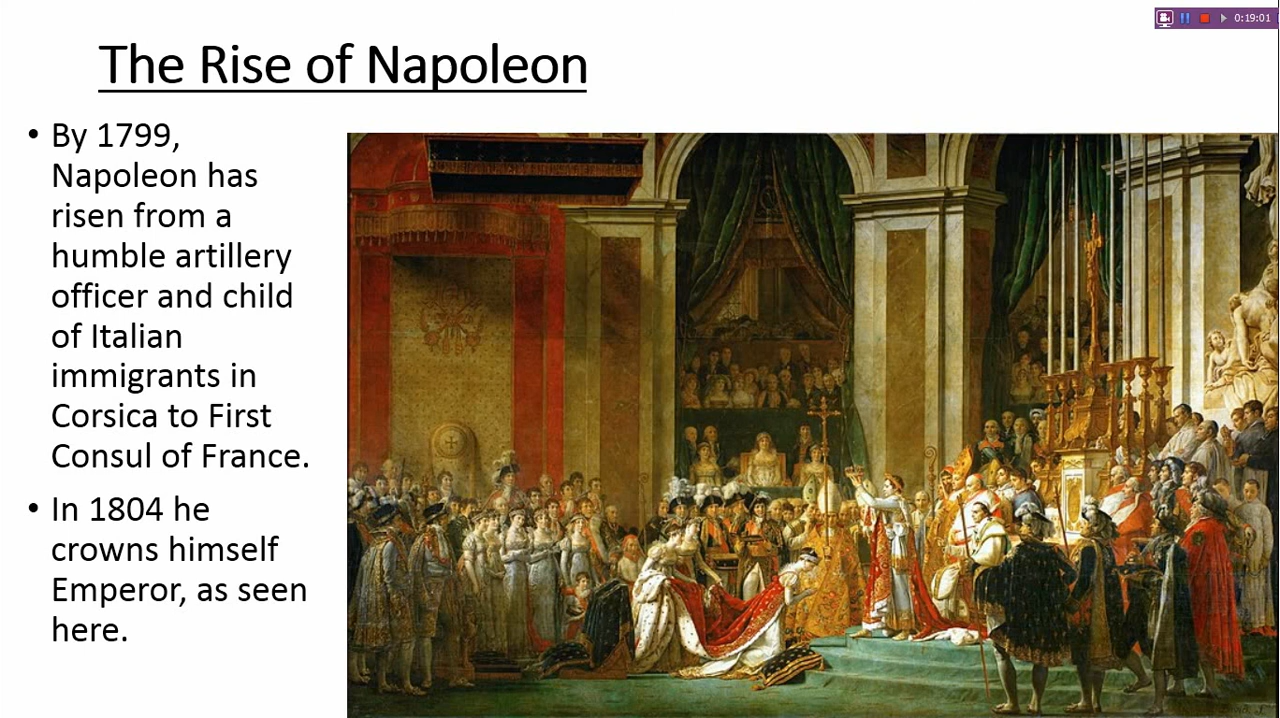 0:19:01
The Rise of Napoleon
• By 1799,
Napoleon has
risen from a
humble artillery
officer and child
of Italian
immigrants in
Corsica to First
Consul of France.
• In 1804 he
crowns himself
Emperor, as seen
here.